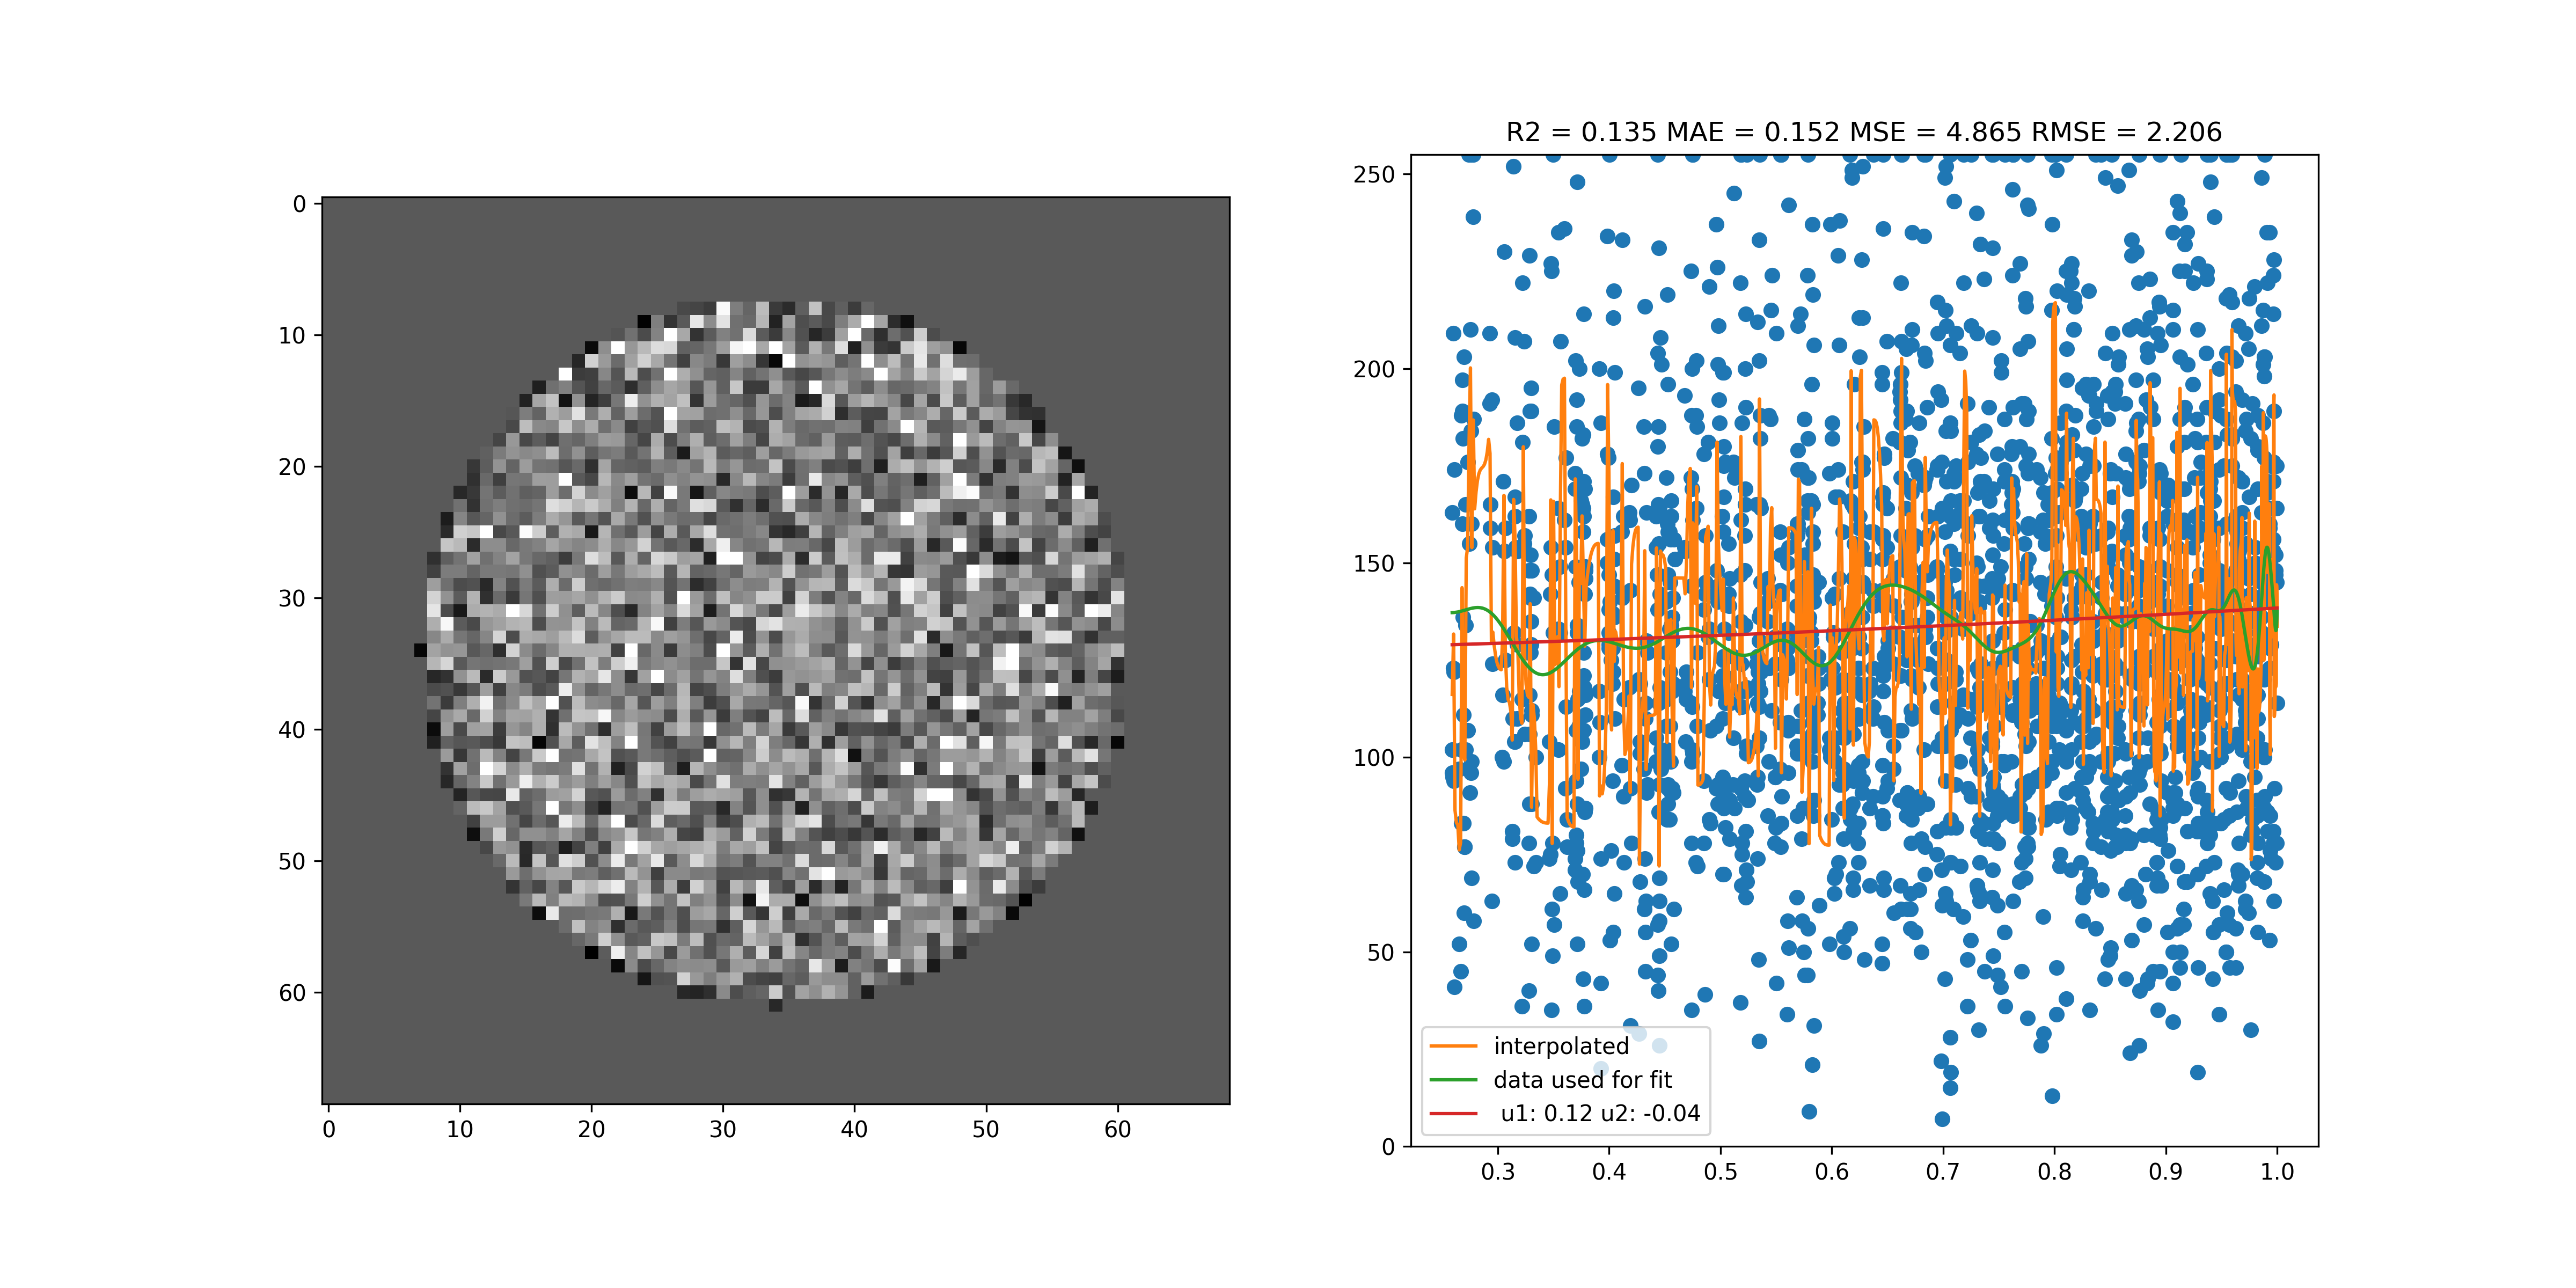 R2 = 0.135 MAE = 0.152 MSE = 4.865 RMSE = 2.206
0
10
20
30
40
50
60
0 10 20 30 40 50 60
250
200
150
100
50
0
interpolated
data used for fit
u1: 0.12 u2: -0.04
0.3 0.4 0.5 0.6 0.7 0.8 0.9 1.0